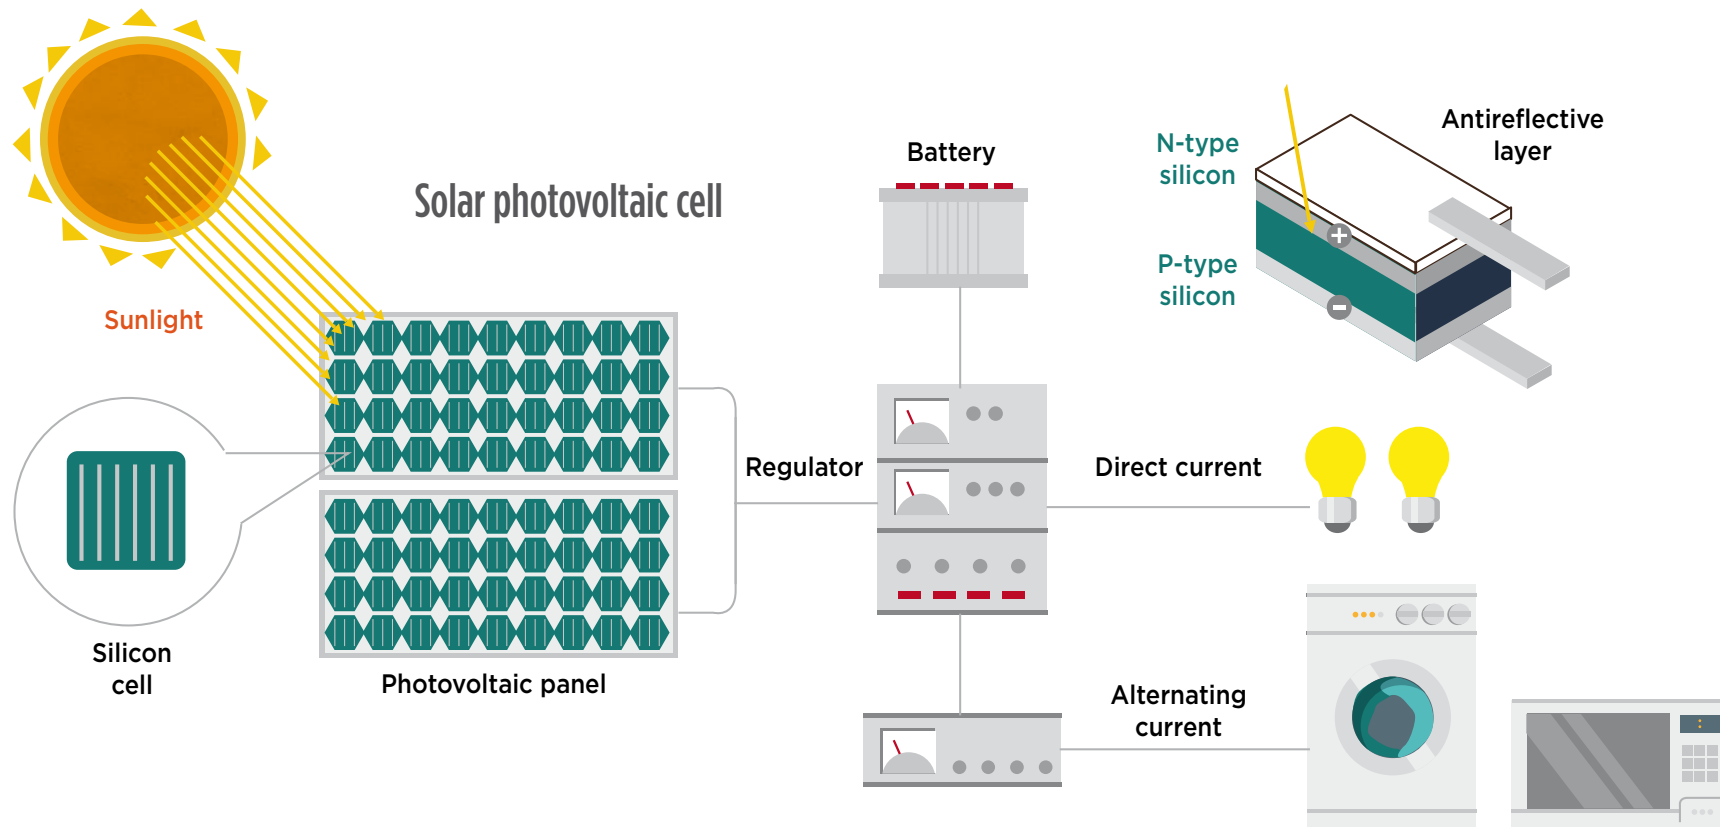 Solar photovoltaic cell
Sunlight
Silicon
cell
Photovoltaic panel
Regulator
Battery
N-type
silicon
P-type
silicon
Antireflective
layer
+
−
Direct current
Alternating
current